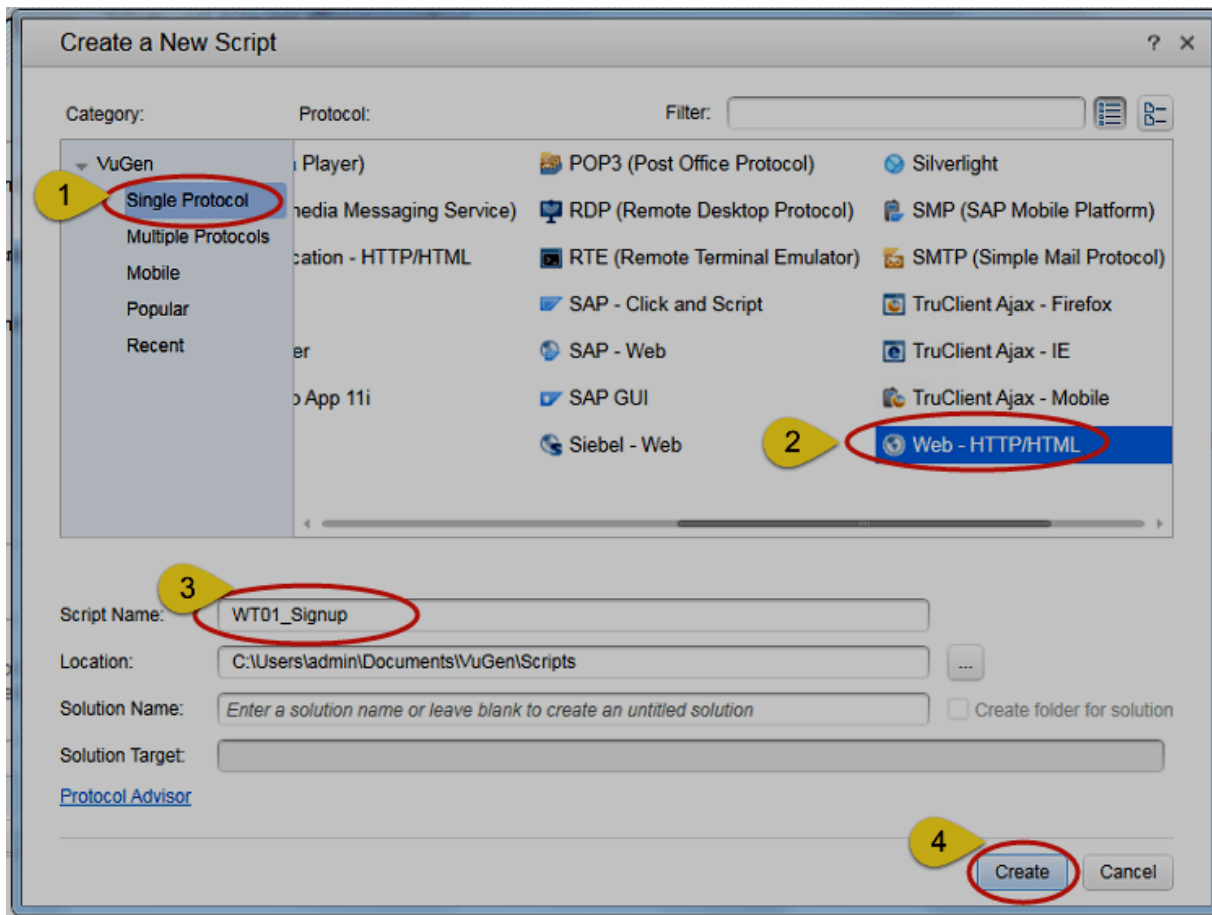 Create a New Script
? ×
Category:
Protocol:
Filter:
VuGen
1
Single Protocol
Multiple Protocols
Mobile
Popular
Recent
Player)
Messaging Service)
- HTTP/HTML
App 11i
POP3 (Post Office Protocol)
RDP (Remote Desktop Protocol)
RTE (Remote Terminal Emulator)
SAP - Click and Script
SAP - Web
SAP GUI
Siebel - Web
Silverlight
SMP (SAP Mobile Platform)
SMTP (Simple Mail Protocol)
TruClient Ajax - Firefox
TruClient Ajax - IE
TruClient Ajax - Mobile
2
Web - HTTP/HTML
3
Script Name: WT01_Signup
Location: C:\Users\admin\Documents\VuGen\Scripts ...
Solution Name: Enter a solution name or leave blank to create an untitled solution Create folder for solution
Solution Target:
Protocol Advisor
4
Create Cancel